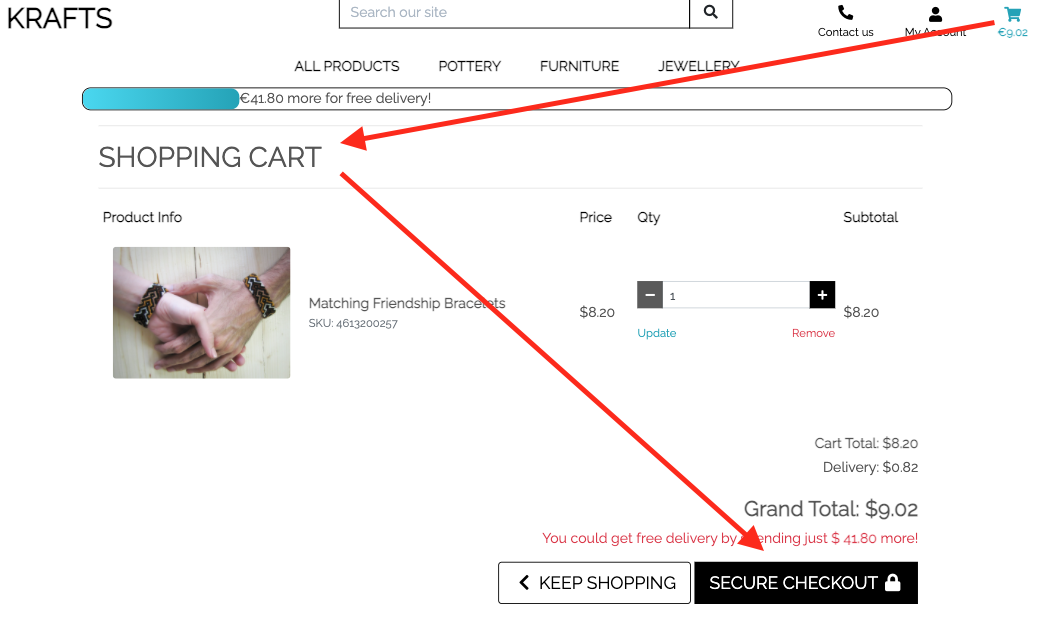 KRAFTS
Search our site
Contact us
My Account
€9.02
ALL PRODUCTS POTTERY FURNITURE JEWELLERY
€41.80 more for free delivery!
SHOPPING CART
Product Info Price Qty Subtotal
Matching Friendship Bracelets
SKU: 4613200257
$8.20
− 1 +
$8.20
Update Remove
Cart Total: $8.20
Delivery: $0.82
Grand Total: $9.02
You could get free delivery by spending just $ 41.80 more!
KEEP SHOPPING SECURE CHECKOUT